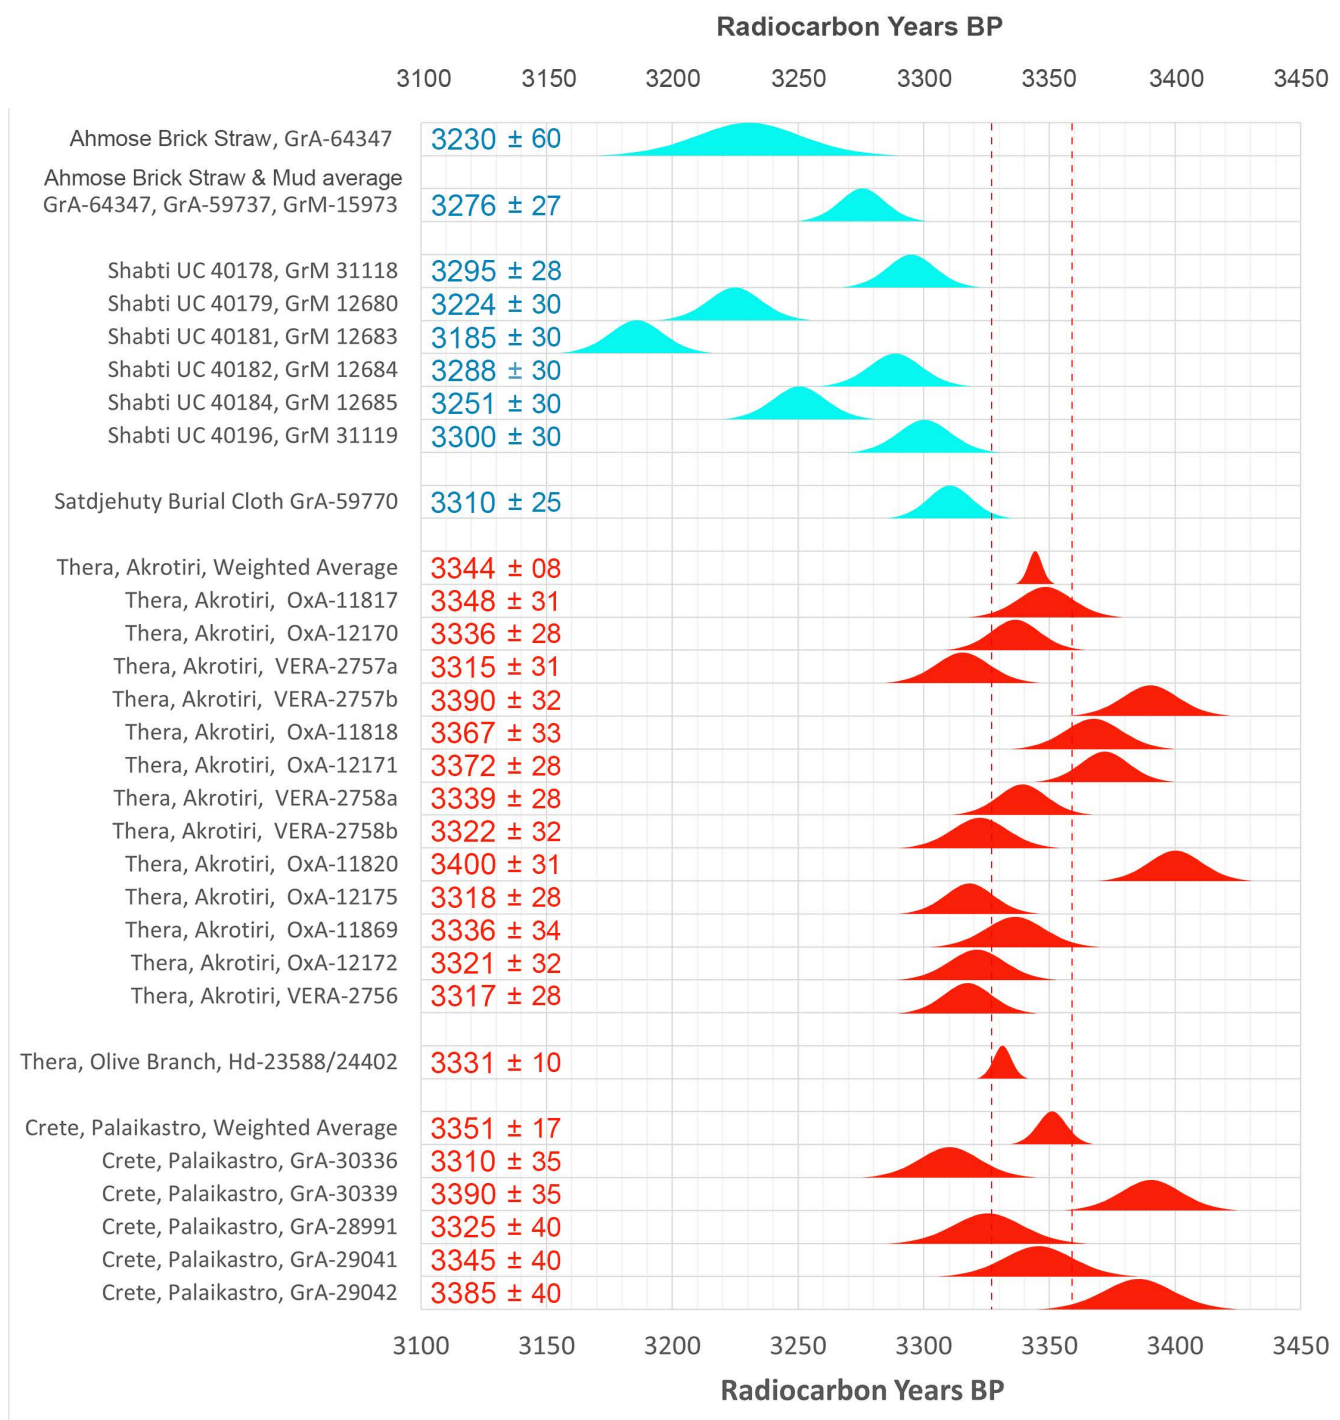 Radiocarbon Years BP
3100 3150 3200 3250 3300 3350 3400 3450
Ahmose Brick Straw, GrA-64347 3230 ± 60
Ahmose Brick Straw & Mud average
GrA-64347, GrA-59737, GrM-15973 3276 ± 27
Shabti UC 40178, GrM 31118 3295 ± 28
Shabti UC 40179, GrM 12680 3224 ± 30
Shabti UC 40181, GrM 12683 3185 ± 30
Shabti UC 40182, GrM 12684 3288 ± 30
Shabti UC 40184, GrM 12685 3251 ± 30
Shabti UC 40196, GrM 31119 3300 ± 30
Satdjehuty Burial Cloth GrA-59770 3310 ± 25
Thera, Akrotiri, Weighted Average 3344 ± 08
Thera, Akrotiri, OxA-11817 3348 ± 31
Thera, Akrotiri, OxA-12170 3336 ± 28
Thera, Akrotiri, VERA-2757a 3315 ± 31
Thera, Akrotiri, VERA-2757b 3390 ± 32
Thera, Akrotiri, OxA-11818 3367 ± 33
Thera, Akrotiri, OxA-12171 3372 ± 28
Thera, Akrotiri, VERA-2758a 3339 ± 28
Thera, Akrotiri, VERA-2758b 3322 ± 32
Thera, Akrotiri, OxA-11820 3400 ± 31
Thera, Akrotiri, OxA-12175 3318 ± 28
Thera, Akrotiri, OxA-11869 3336 ± 34
Thera, Akrotiri, OxA-12172 3321 ± 32
Thera, Akrotiri, VERA-2756 3317 ± 28
Thera, Olive Branch, Hd-23588/24402 3331 ± 10
Crete, Palaikastro, Weighted Average 3351 ± 17
Crete, Palaikastro, GrA-30336 3310 ± 35
Crete, Palaikastro, GrA-30339 3390 ± 35
Crete, Palaikastro, GrA-28991 3325 ± 40
Crete, Palaikastro, GrA-29041 3345 ± 40
Crete, Palaikastro, GrA-29042 3385 ± 40
3100 3150 3200 3250 3300 3350 3400 3450
Radiocarbon Years BP